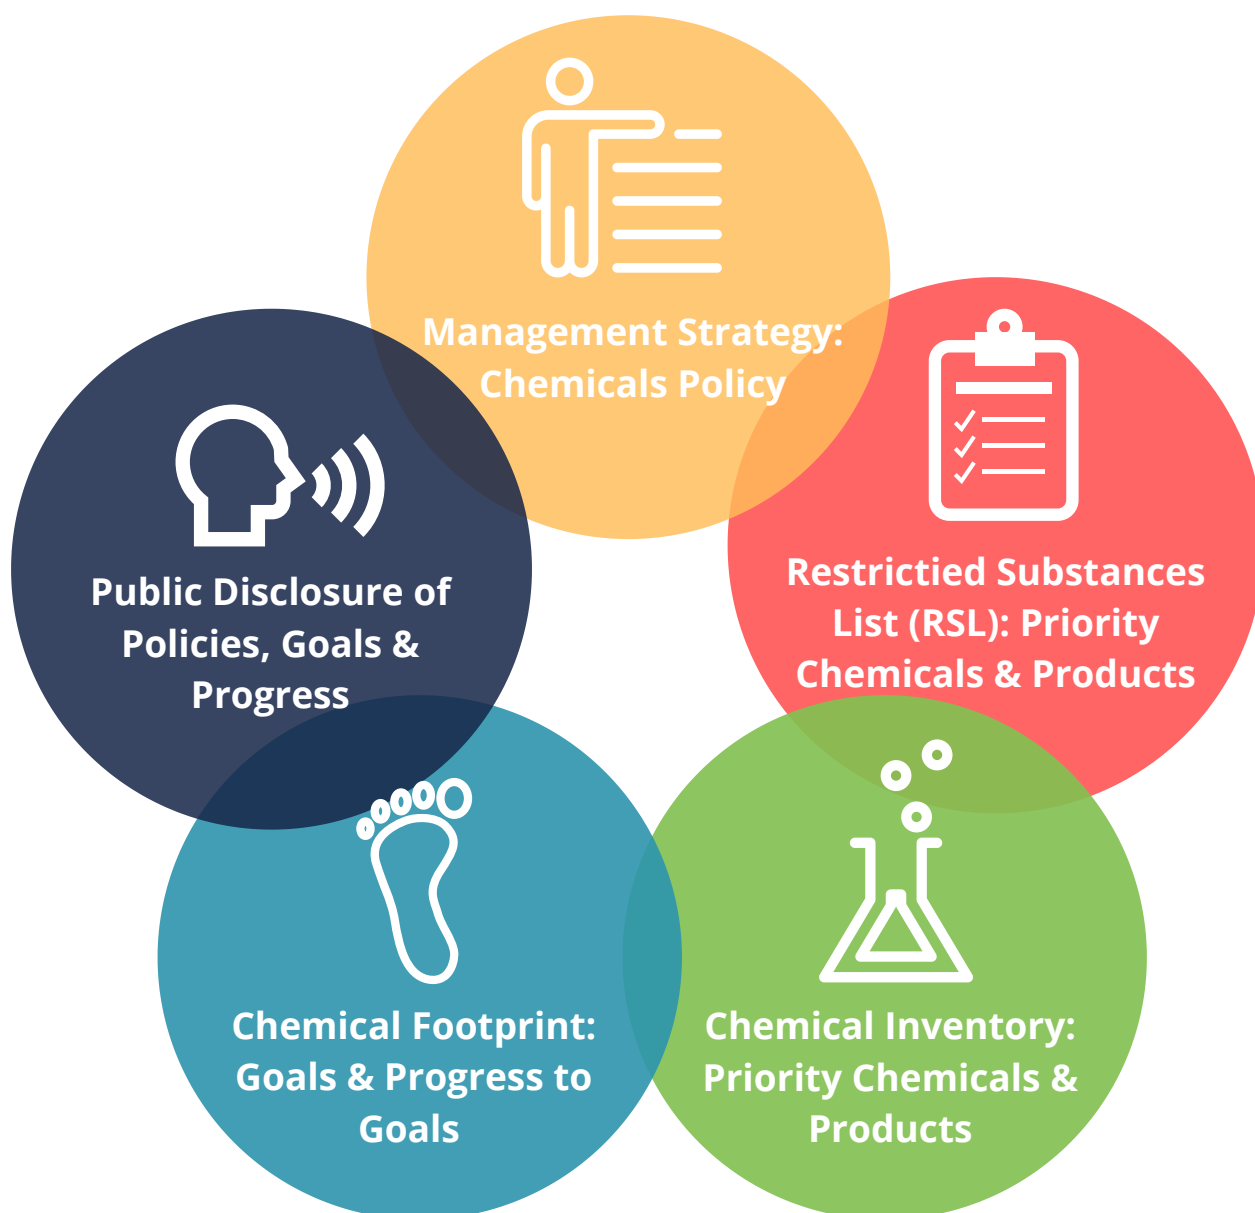 Management Strategy:
Chemicals Policy
Restrictied Substances
List (RSL): Priority
Chemicals & Products
Chemical Inventory:
Priority Chemicals &
Products
Chemical Footprint:
Goals & Progress to
Goals
Public Disclosure of
Policies, Goals &
Progress